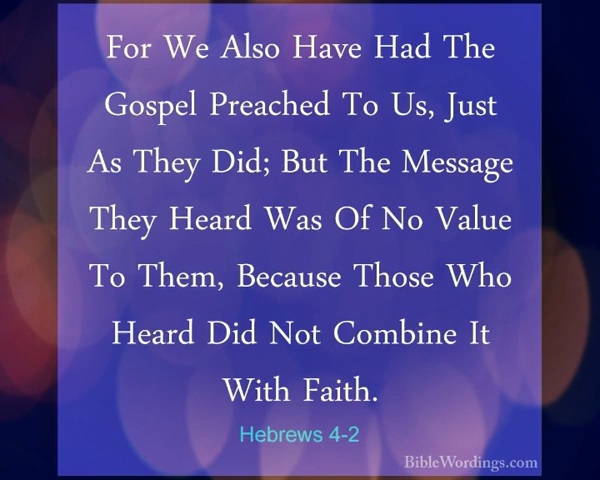 For We Also Have Had The
Gospel Preached To Us, Just
As They Did; But The Message
They Heard Was Of No Value
To Them, Because Those Who
Heard Did Not Combine It
With Faith.
Hebrews 4-2
BibleWordings.com